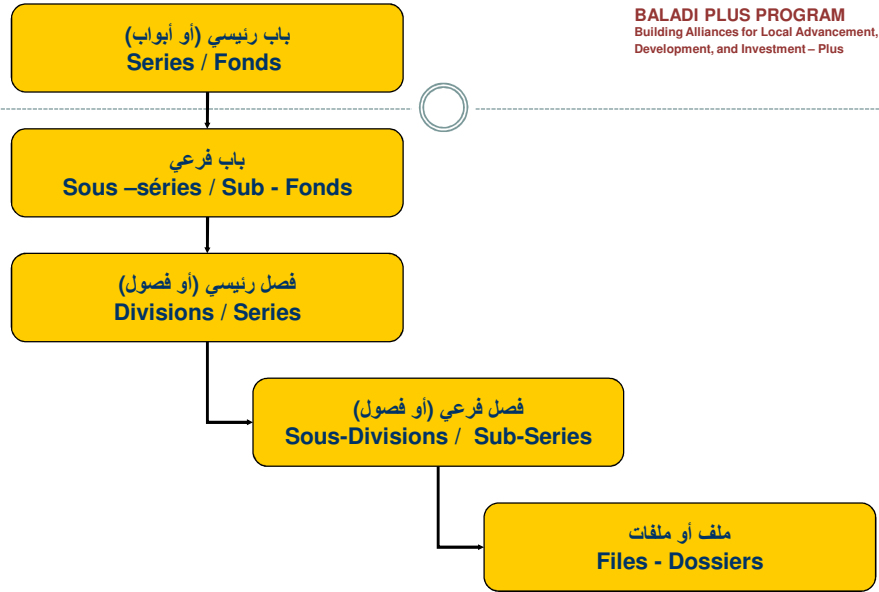 BALADI PLUS PROGRAM
Building Alliances for Local Advancement,
Development, and Investment – Plus
باب رئيسي (أو أبواب)
Series / Fonds
باب فرعي
Sous –séries / Sub - Fonds
فصل رئيسي (أو فصول)
Divisions / Series
فصل فرعي (أو فصول)
Sous-Divisions / Sub-Series
ملف أو ملفات
Files - Dossiers